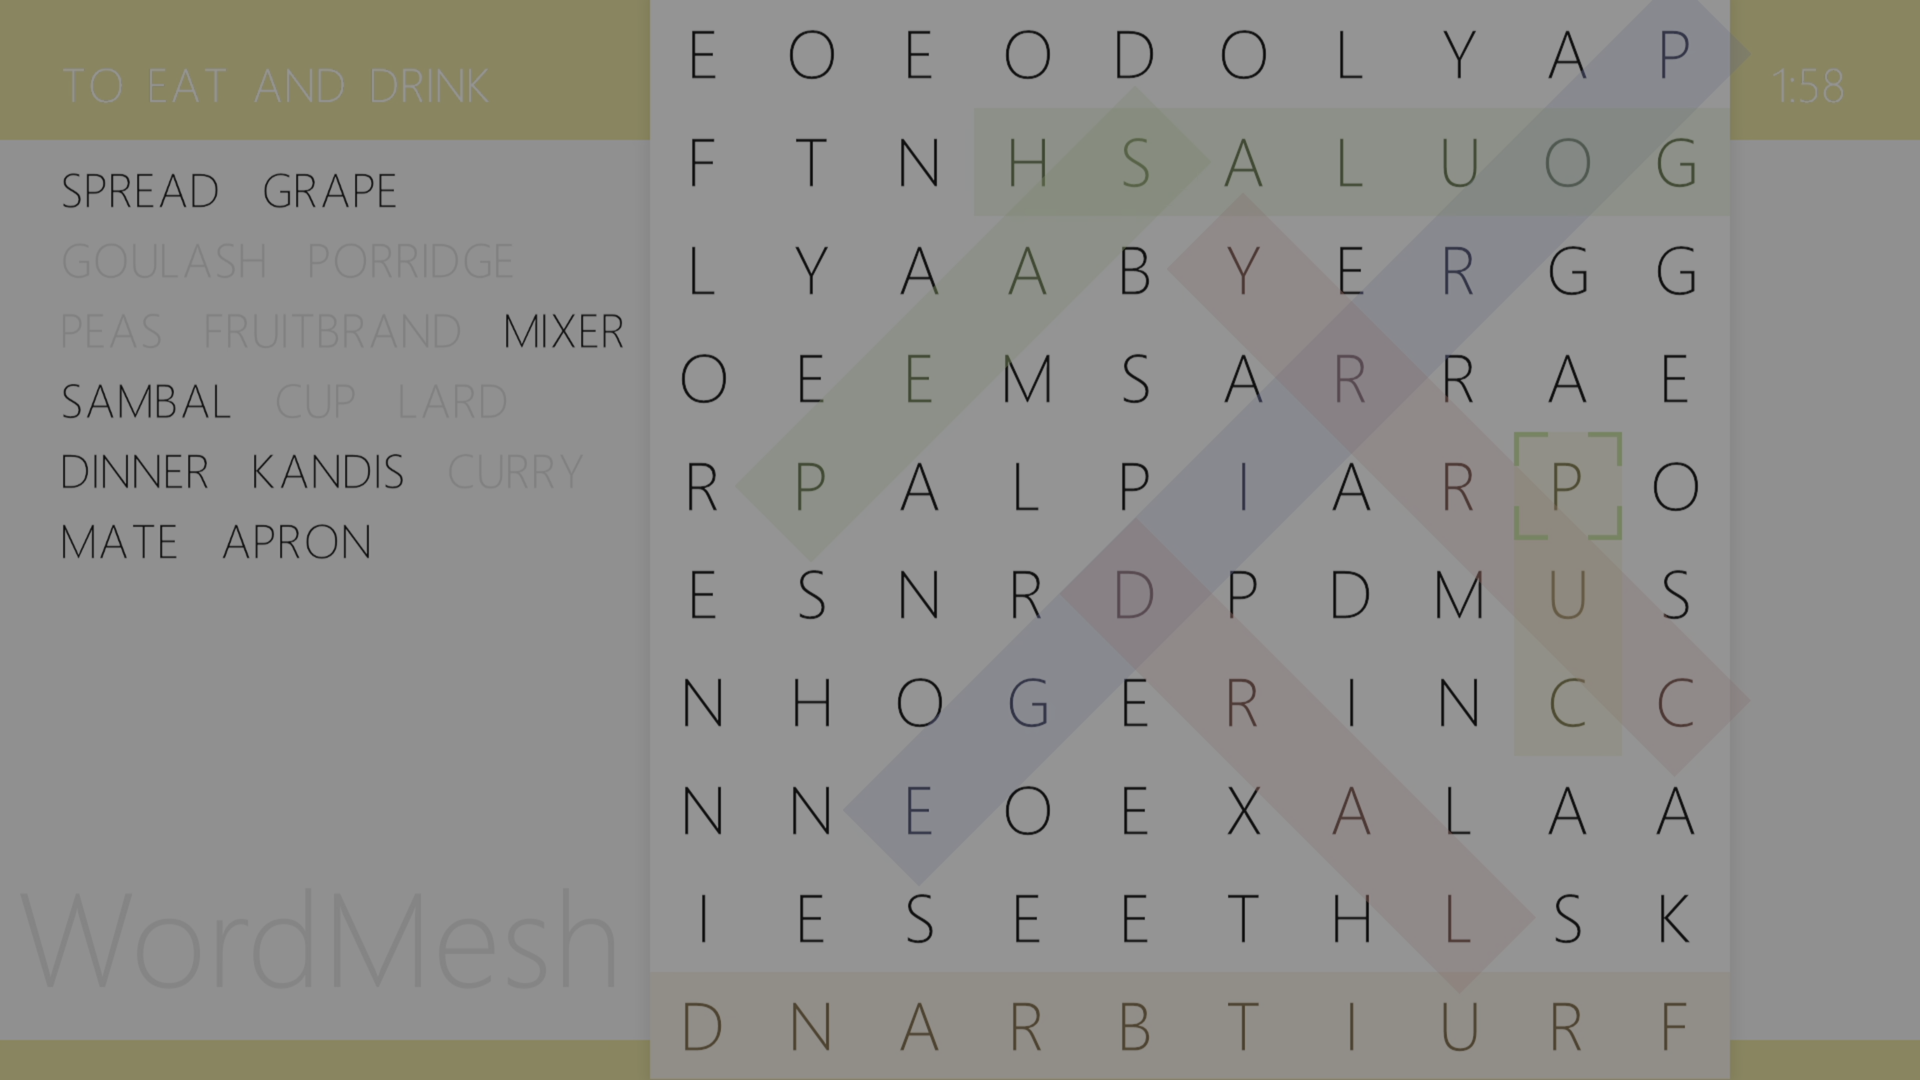 TO EAT AND DRINK
1:58
SPREAD GRAPE
GOULASH PORRIDGE
PEAS FRUITBRAND MIXER
SAMBAL CUP LARD
DINNER KANDIS CURRY
MATE APRON
WordMesh
E O E O D O L Y A P
F T N H S A L U O G
L Y A A B Y E R G G
O E E M S A R R A E
R P A L P I A R P O
E S N R D P D M U S
N H O G E R I N C C
N N E O E X A L A A
I E S E E T H L S K
D N A R B T I U R F